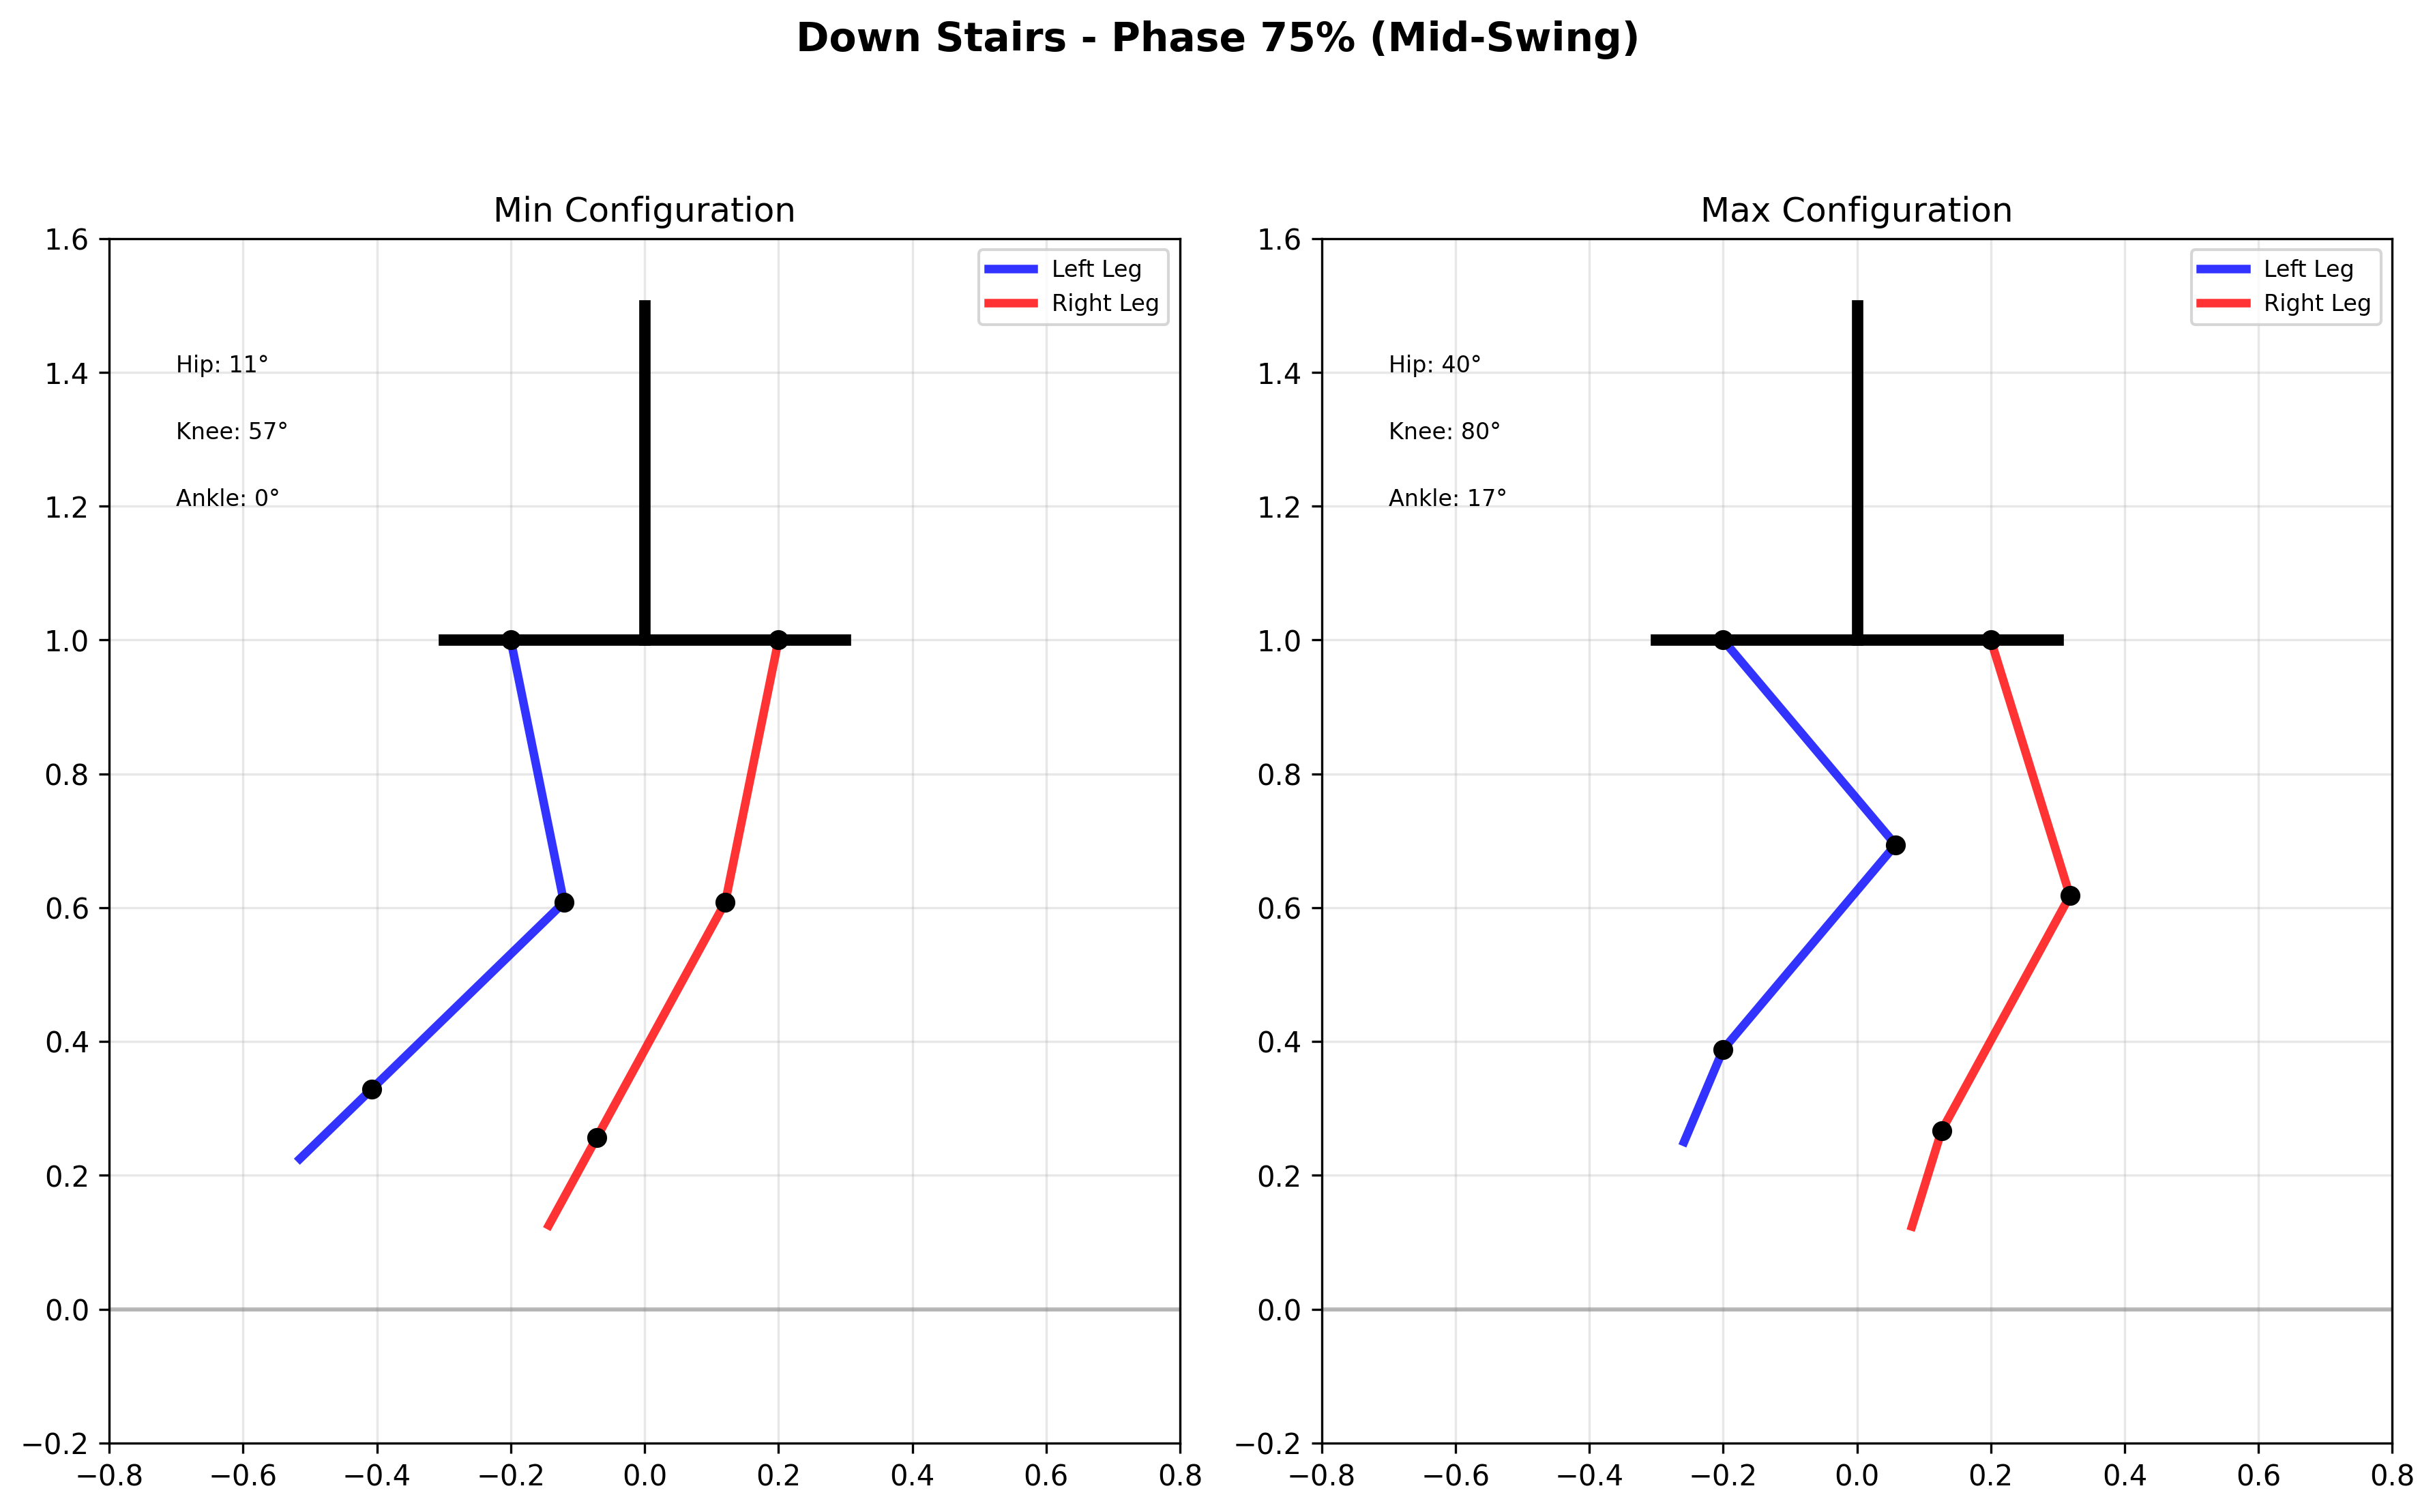 Down Stairs - Phase 75% (Mid-Swing)
Min Configuration
1.6
1.4
1.2
1.0
0.8
0.6
0.4
0.2
0.0
−0.2
−0.8
−0.6
−0.4
−0.2
0.0
0.2
0.4
0.6
0.8
Left Leg
Right Leg
Hip: 11°
Knee: 57°
Ankle: 0°
Max Configuration
1.6
1.4
1.2
1.0
0.8
0.6
0.4
0.2
0.0
−0.2
−0.8
−0.6
−0.4
−0.2
0.0
0.2
0.4
0.6
0.8
Left Leg
Right Leg
Hip: 40°
Knee: 80°
Ankle: 17°